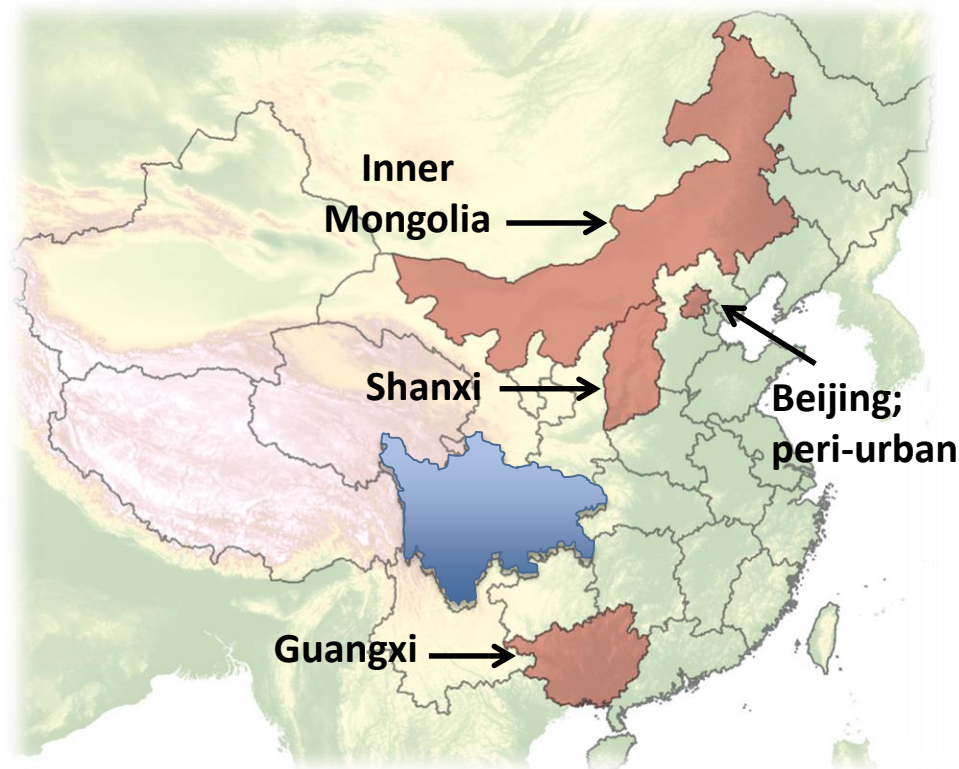 Inner
Mongolia
Shanxi
Beijing;
peri-urban
Guangxi